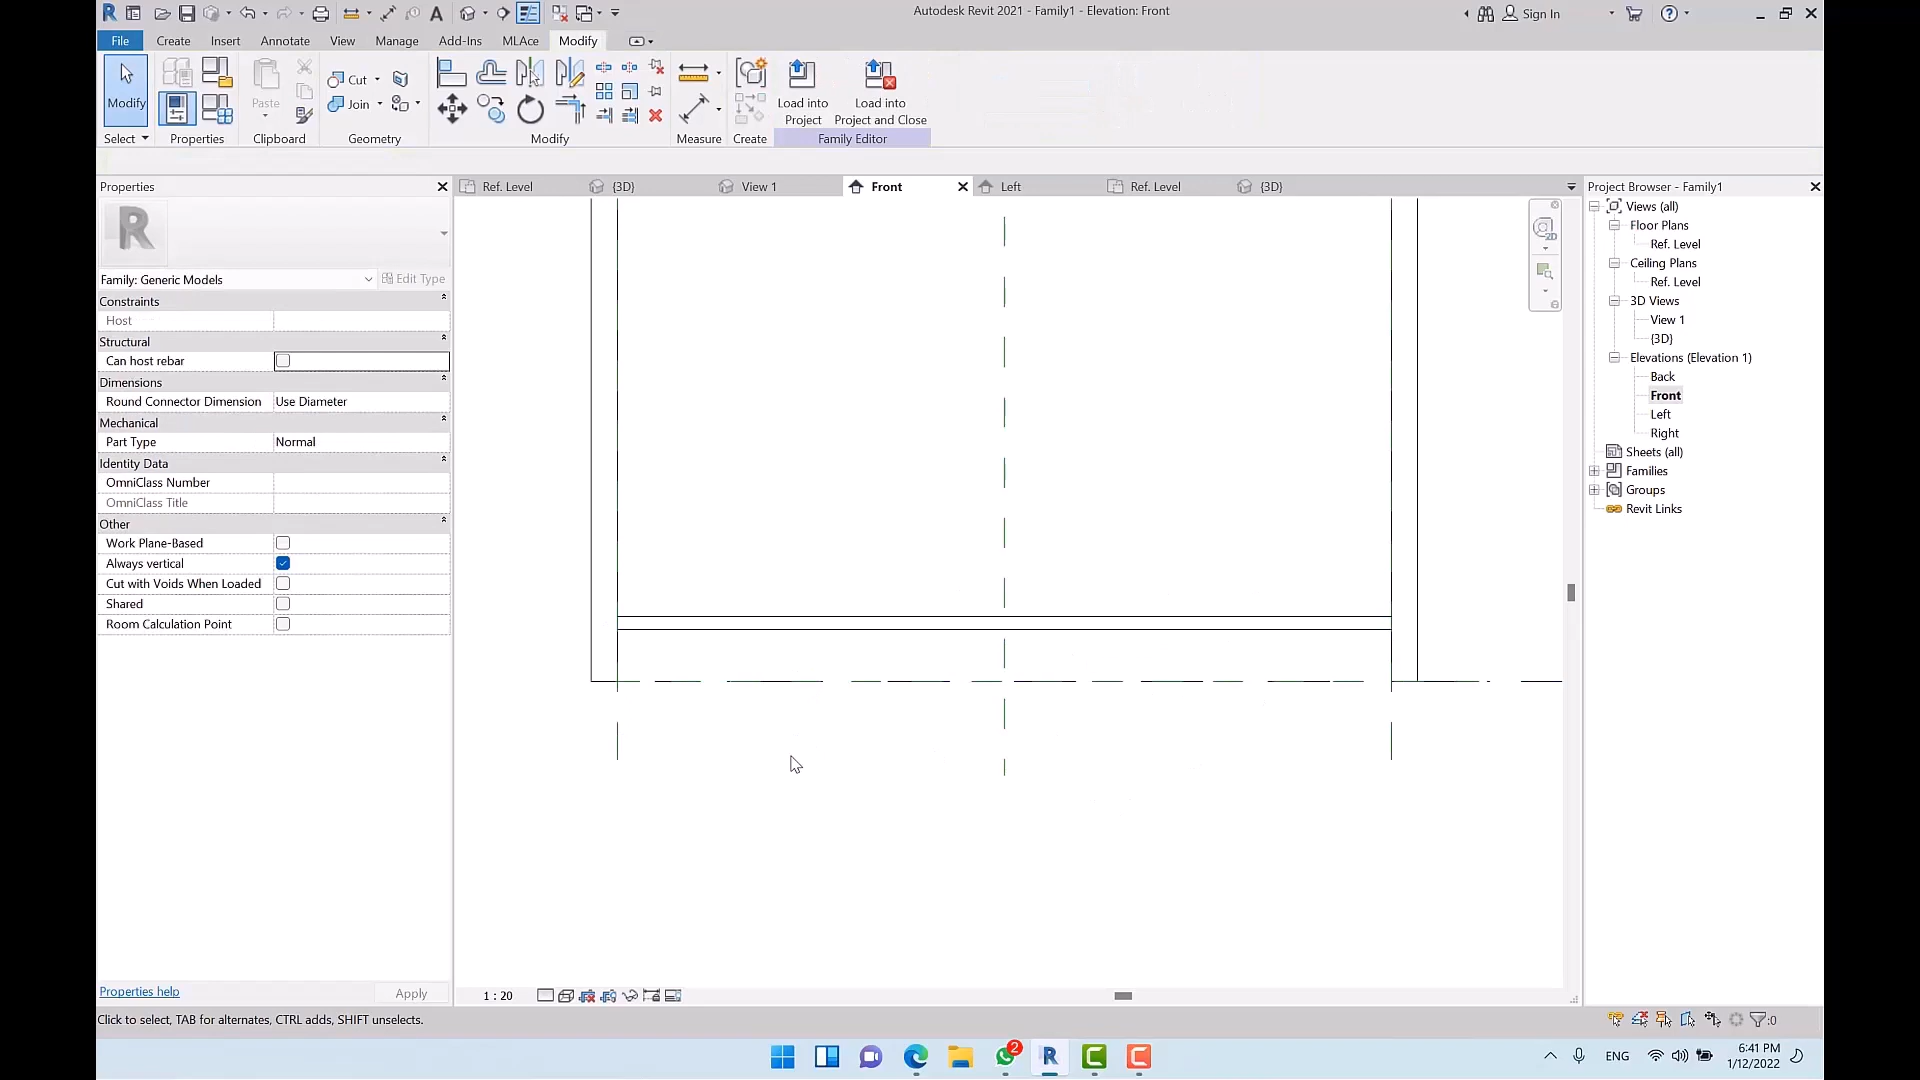 Autodesk Revit 2021 - Family1 - Elevation: Front
Sign In
File Create Insert Annotate View Manage Add-Ins MLAce Modify
Modify
Paste
Cut
Join
Load into Project
Load into Project and Close
Select Properties Clipboard Geometry Modify Measure Create Family Editor
Properties
Ref. Level {3D} View 1 Front Left Ref. Level {3D}
Project Browser - Family1
Family: Generic Models Edit Type
Constraints
Host
Structural
Can host rebar
Dimensions
Round Connector Dimension Use Diameter
Mechanical
Part Type Normal
Identity Data
OmniClass Number
OmniClass Title
Other
Work Plane-Based
Always vertical
Cut with Voids When Loaded
Shared
Room Calculation Point
Properties help Apply
2D
Views (all)
Floor Plans
Ref. Level
Ceiling Plans
Ref. Level
3D Views
View 1
{3D}
Elevations (Elevation 1)
Back
Front
Left
Right
Sheets (all)
Families
Groups
Revit Links
1 : 20
Click to select, TAB for alternates, CTRL adds, SHIFT unselects.
:0
2
ENG
6:41 PM
1/12/2022